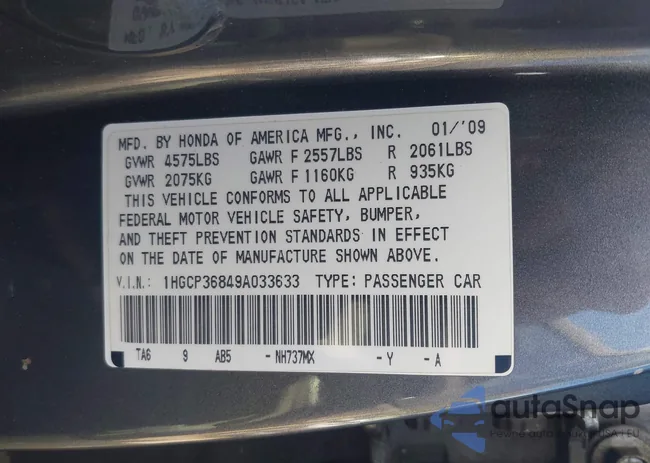 MFD. BY HONDA OF AMERICA MFG., INC. 01/'09
GVWR 4575LBS GAWR F 2557LBS R 2061LBS
GVWR 2075KG GAWR F 1160KG R 935KG
THIS VEHICLE CONFORMS TO ALL APPLICABLE
FEDERAL MOTOR VEHICLE SAFETY, BUMPER,
AND THEFT PREVENTION STANDARDS IN EFFECT
ON THE DATE OF MANUFACTURE SHOWN ABOVE.
V.I.N.: 1HGCP36849A033633 TYPE: PASSENGER CAR
TA6 9 AB5 - NH737MX - Y - A
autoSnap
USA | EU